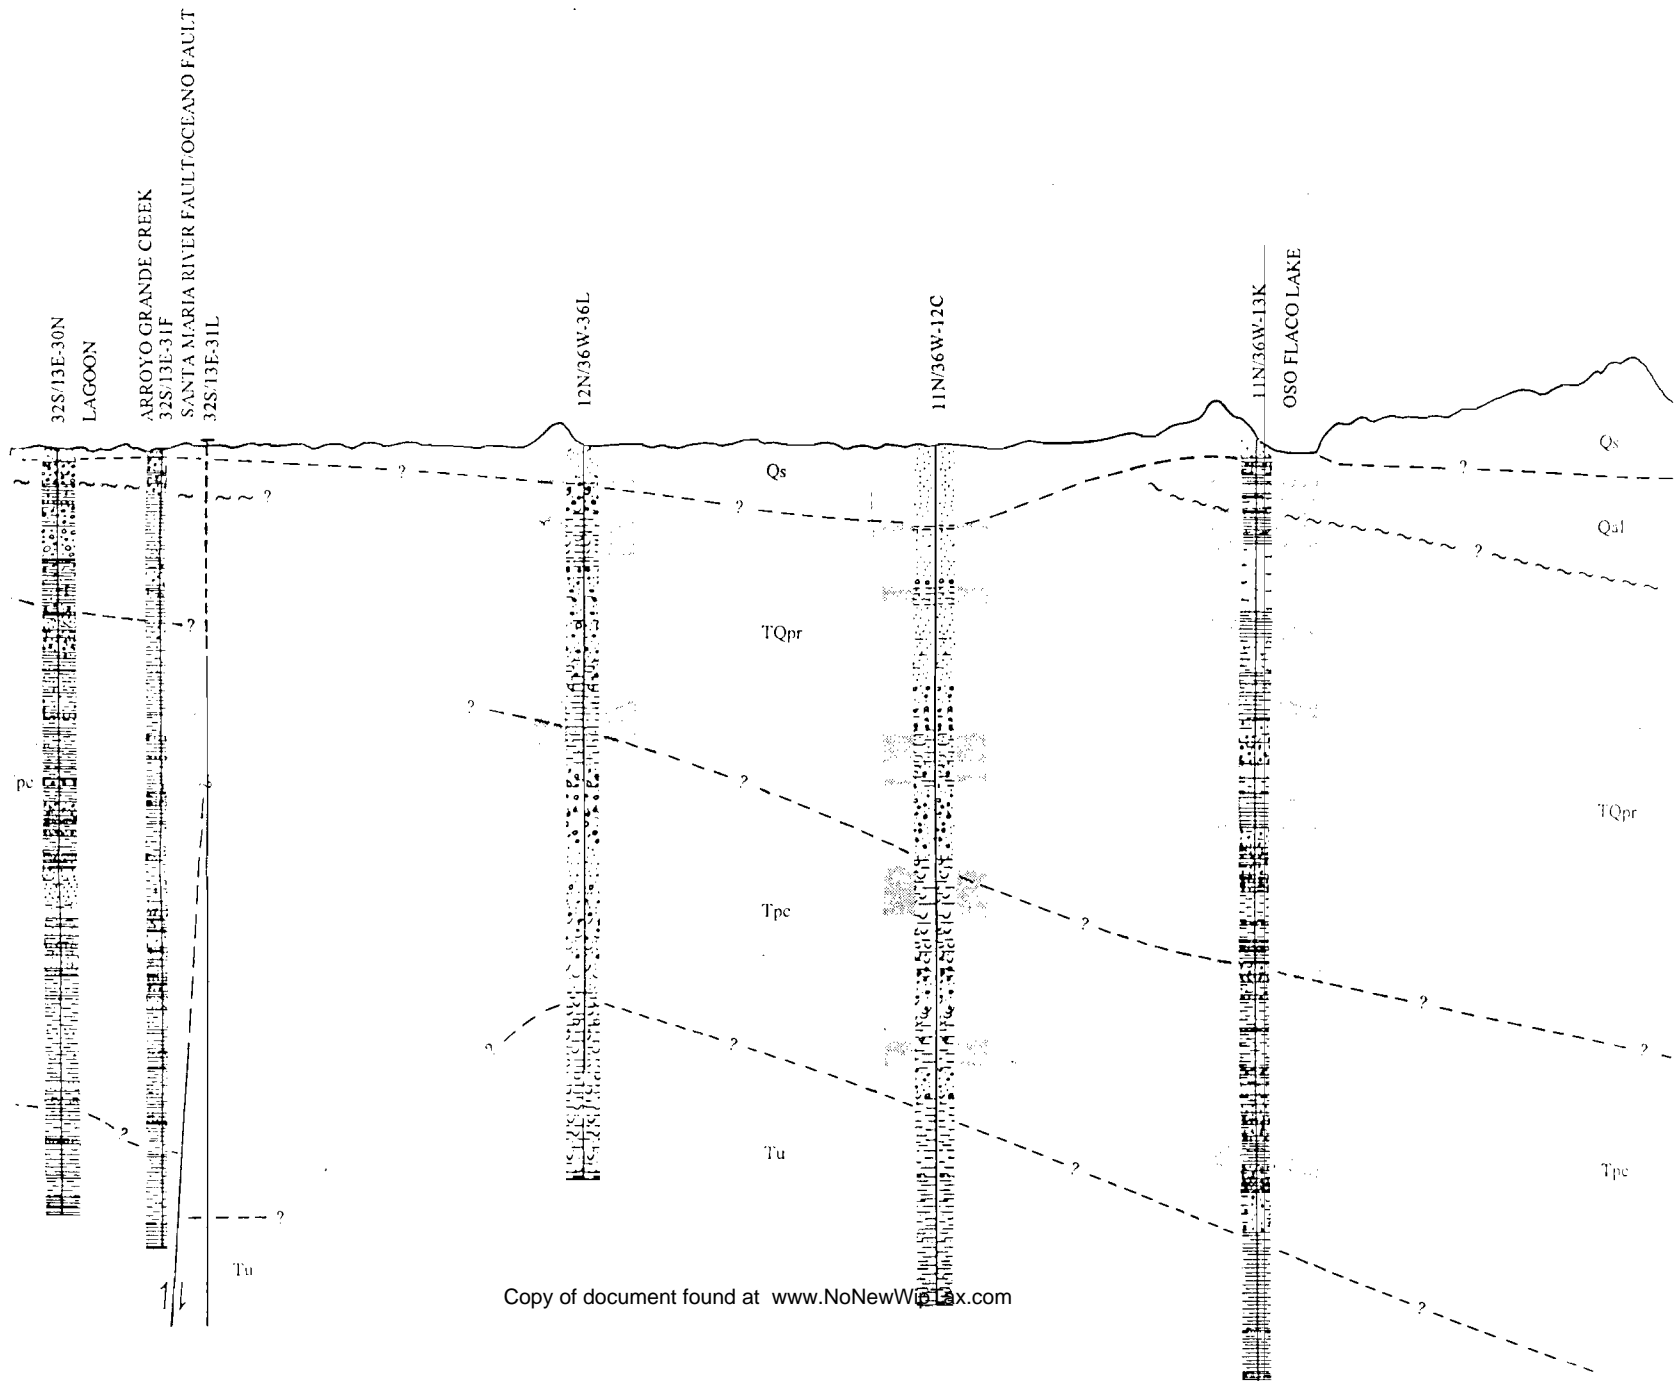 32S/13E-30N
LAGOON
ARROYO GRANDE CREEK
32S/13E-31F
SANTA MARIA RIVER FAULT/OCEANO FAULT
32S/13E-31L
12N/36W-36L
11N/36W-12C
11N/36W-13K
OSO FLACO LAKE
Qs
Qs
?
?
?
?
Qal
?
?
TQpr
?
?
?
pc
TQpr
Tpc
?
?
?
?
?
?
Tu
?
Tpc
?
Tu
?
Copy of document found at www.NoNewWipTax.com